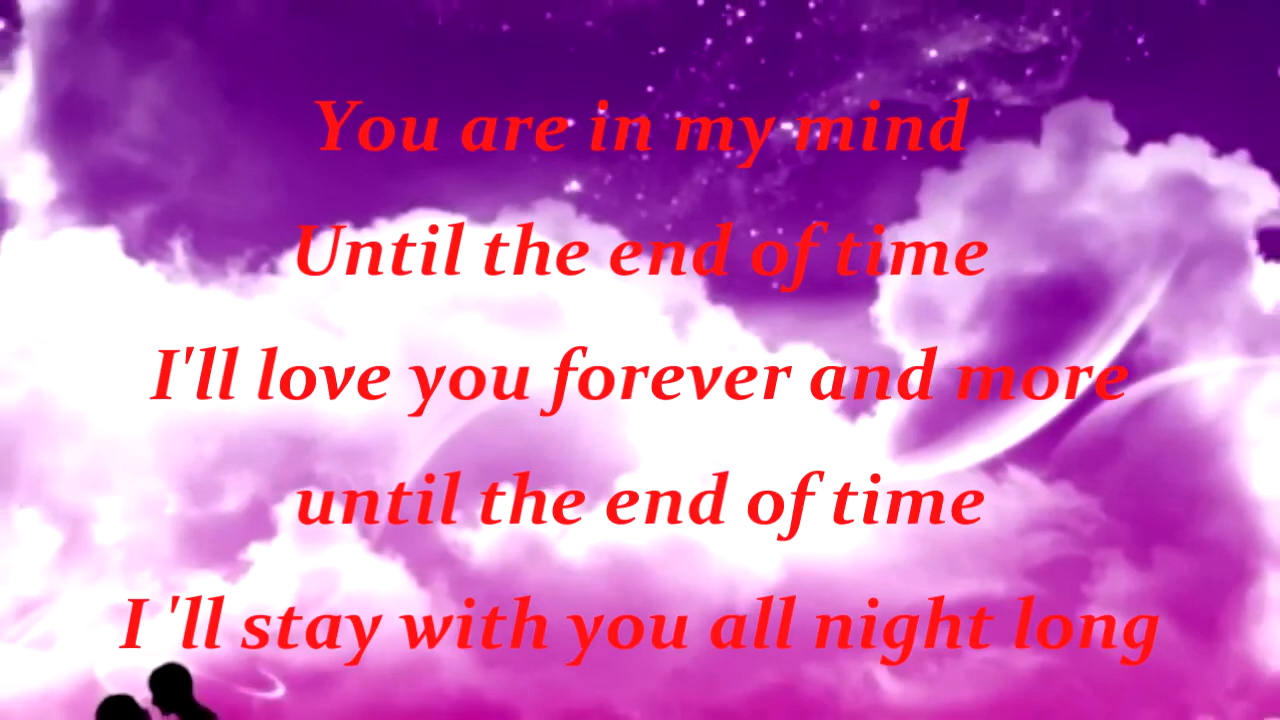 You are in my mind
Until the end of time
I'll love you forever and more
until the end of time
I 'll stay with you all night long